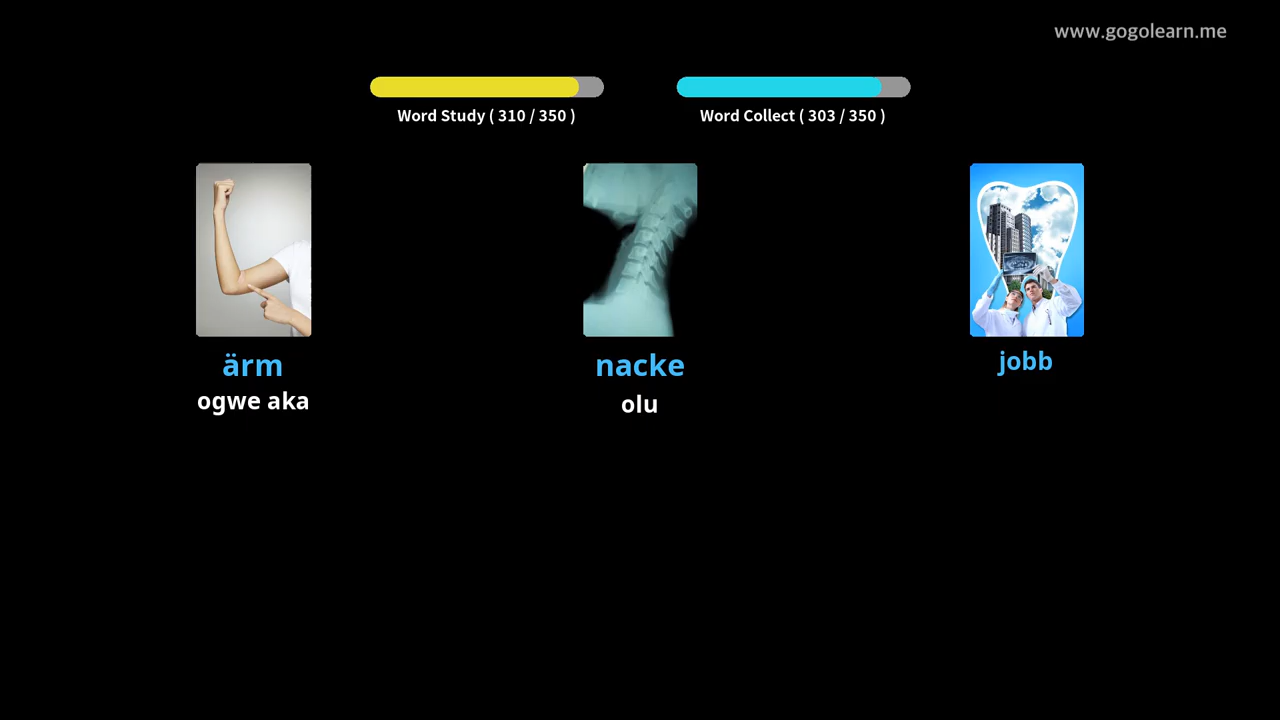 www.gogolearn.me
Word Study ( 310 / 350 )
Word Collect ( 303 / 350 )
ärm
ogwe aka
nacke
olu
jobb